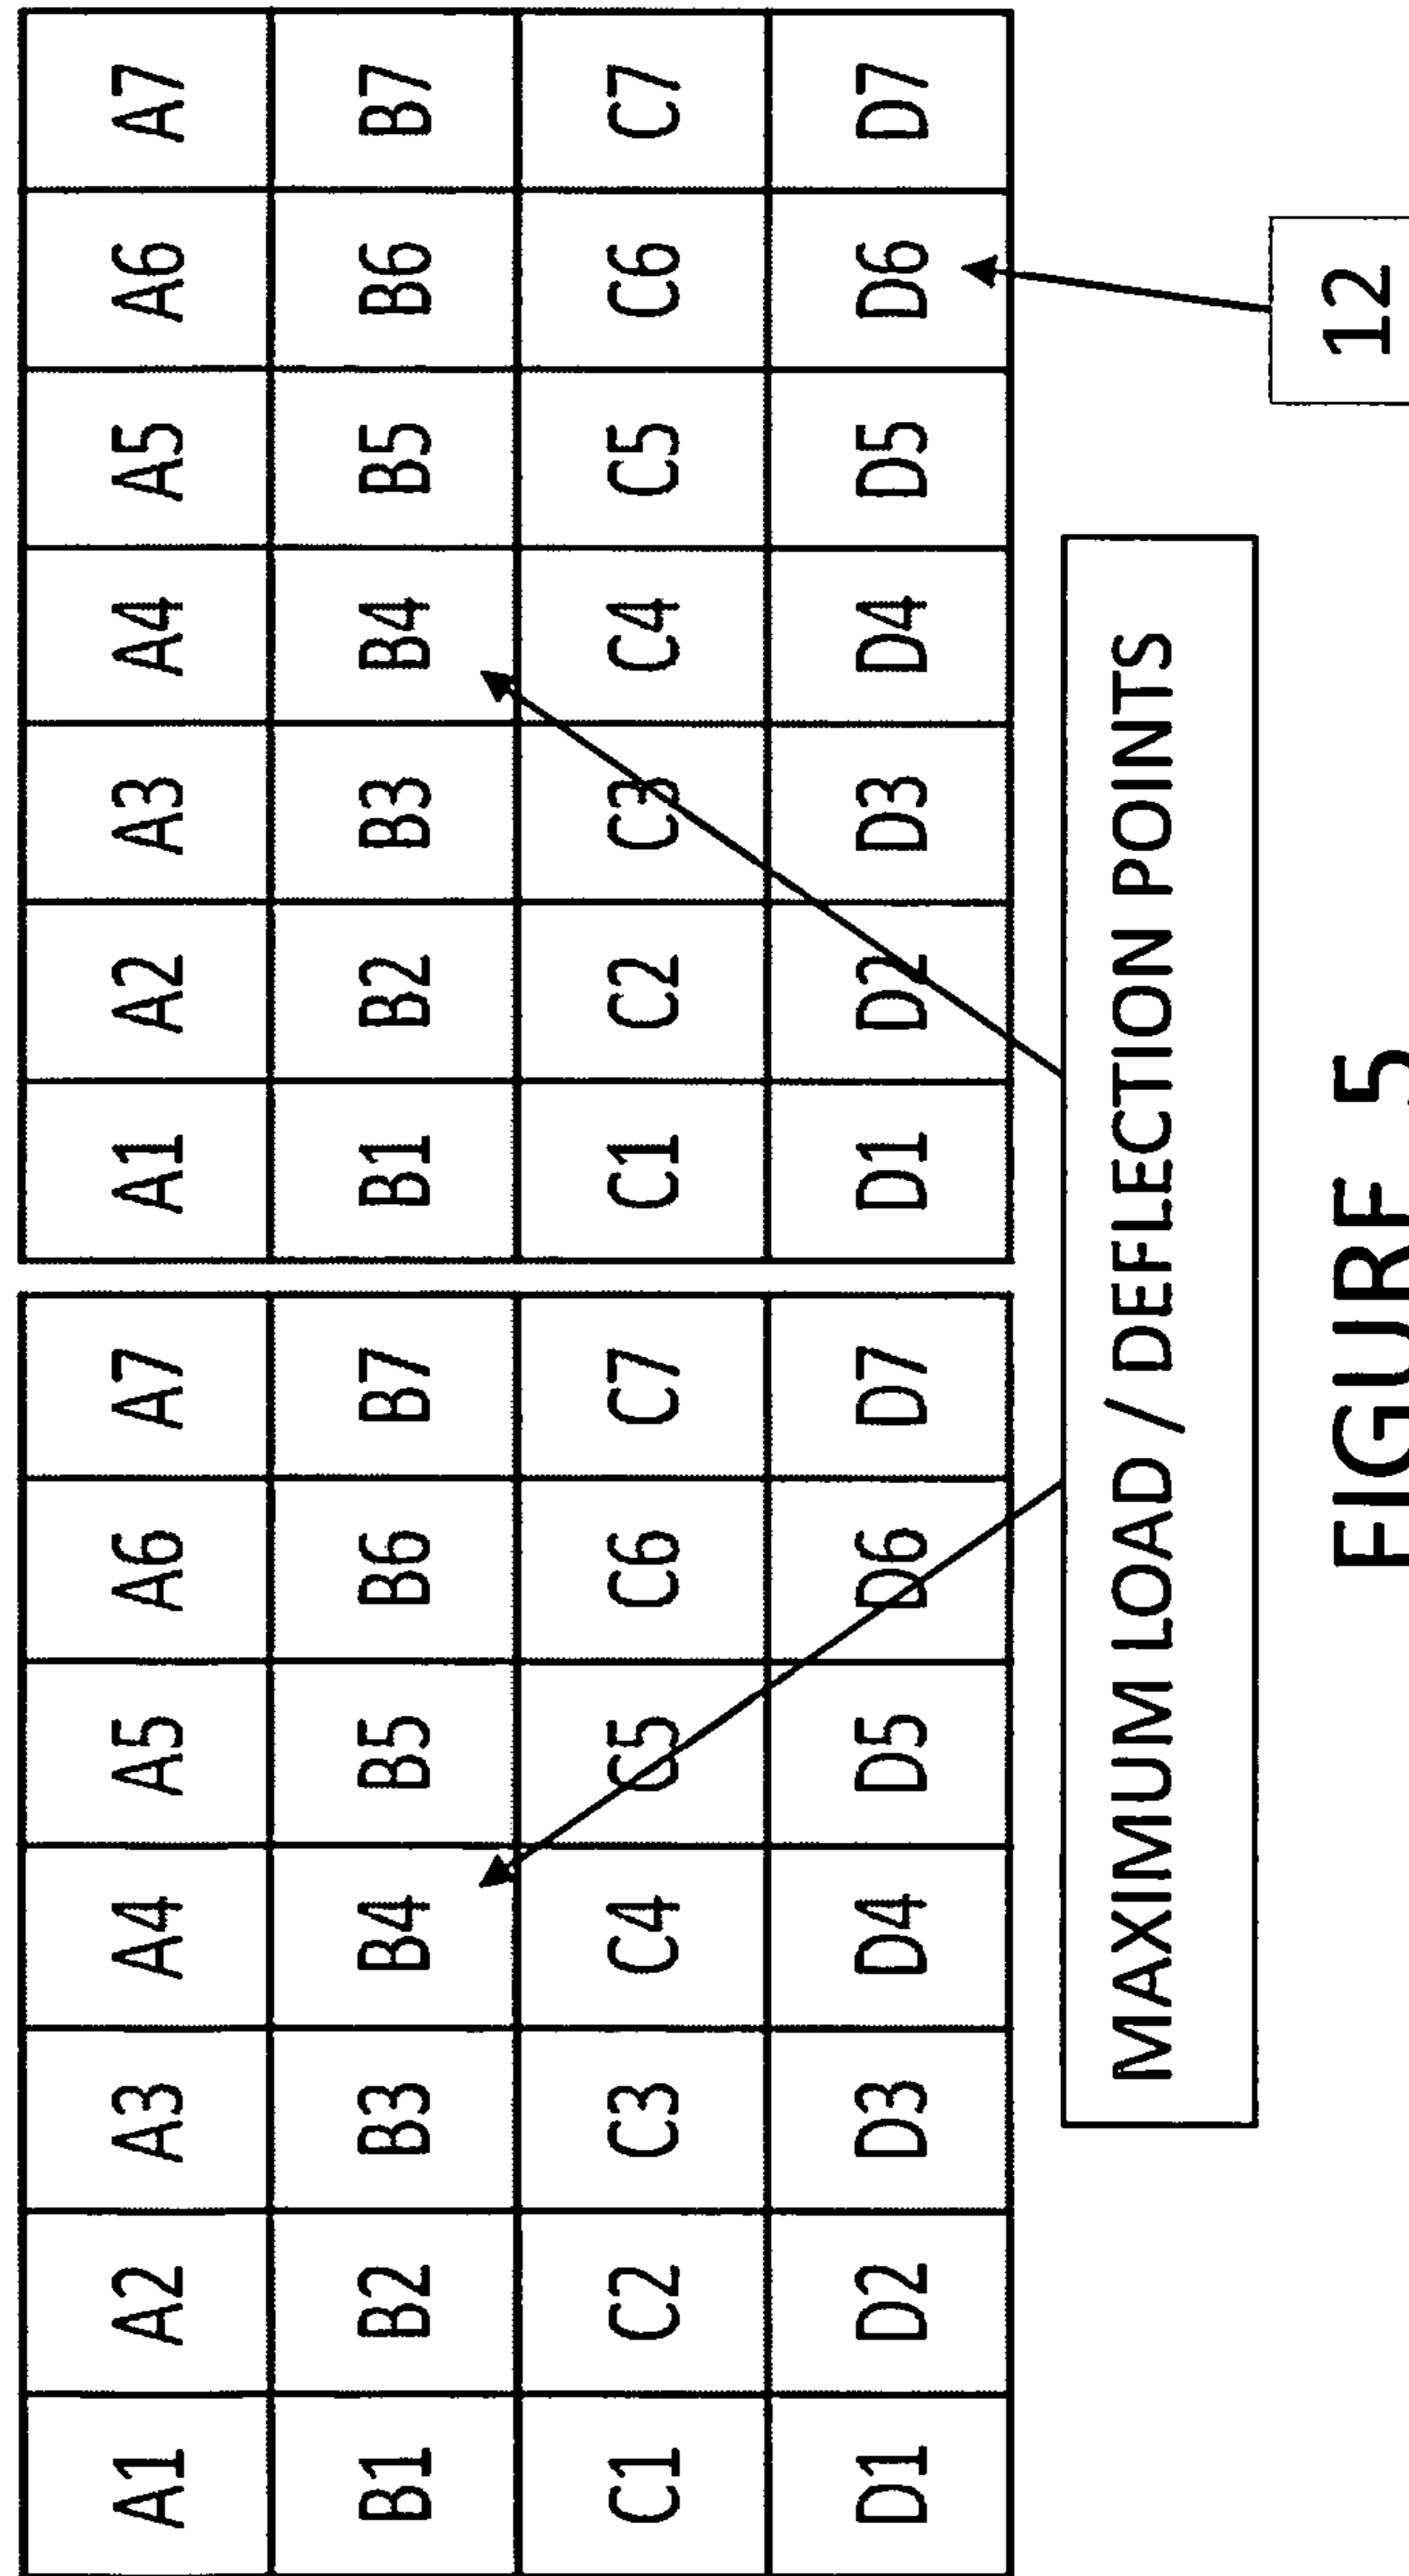 A1 A2 A3 A4 A5 A6 A7 A1 A2 A3 A4 A5 A6 A7
B1 B2 B3 B4 B5 B6 B7 B1 B2 B3 B4 B5 B6 B7
C1 C2 C3 C4 C5 C6 C7 C1 C2 C3 C4 C5 C6 C7
D1 D2 D3 D4 D5 D6 D7 D1 D2 D3 D4 D5 D6 D7
MAXIMUM LOAD / DEFLECTION POINTS
12
FIGURE 5